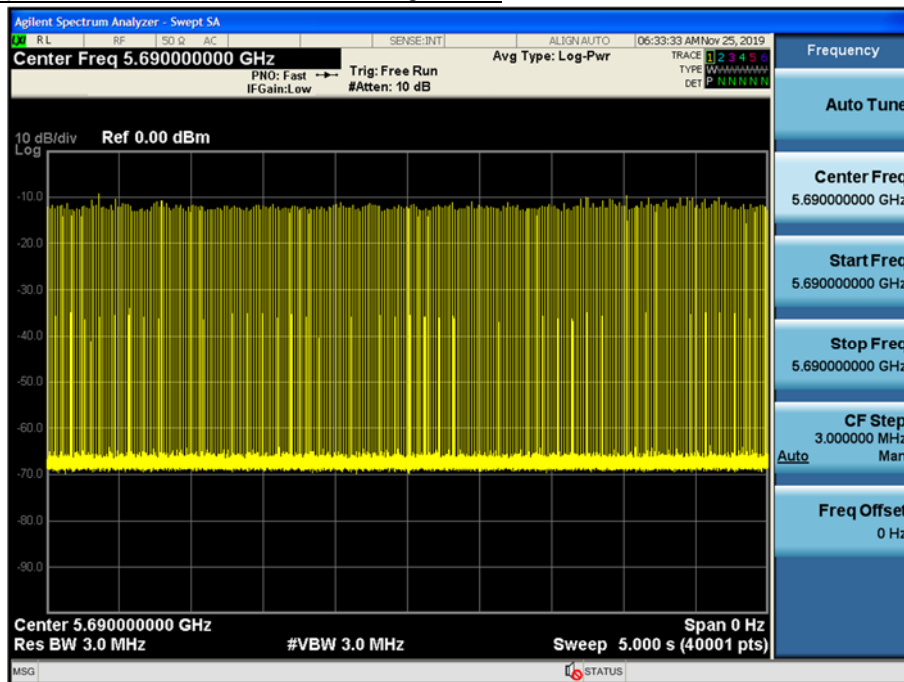 Agilent Spectrum Analyzer - Swept SA
LXI RL RF 50 Ω AC SENSE:INT ALIGN AUTO 06:33:33 AM Nov 25, 2019
Center Freq 5.690000000 GHz
PNO: Fast
IFGain:Low
Trig: Free Run
#Atten: 10 dB
Avg Type: Log-Pwr
TRACE 1 2 3 4 5 6
TYPE WWWWWW
DET P N N N N N
10 dB/div Ref 0.00 dBm
Log
-10.0
-20.0
-30.0
-40.0
-50.0
-60.0
-70.0
-80.0
-90.0
Center 5.690000000 GHz Span 0 Hz
Res BW 3.0 MHz #VBW 3.0 MHz Sweep 5.000 s (40001 pts)
MSG STATUS
Frequency
Auto Tune
Center Freq
5.690000000 GHz
Start Freq
5.690000000 GHz
Stop Freq
5.690000000 GHz
CF Step
3.000000 MHz
Auto Man
Freq Offset
0 Hz